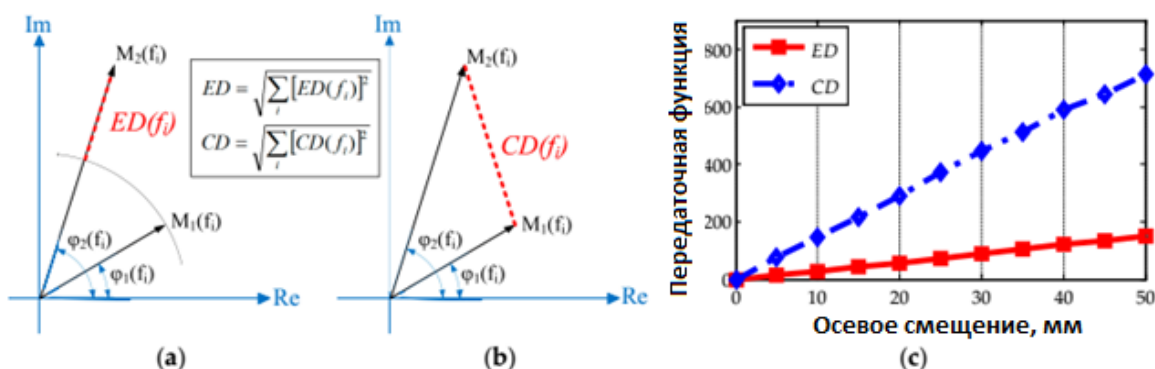 Im
M₂(fᵢ)
ED(fᵢ)
M₁(fᵢ)
φ₂(fᵢ)
φ₁(fᵢ)
Re
(a)
ED = √∑ᵢ[ED(fᵢ)]²
CD = √∑ᵢ[CD(fᵢ)]²
Im
M₂(fᵢ)
CD(fᵢ)
M₁(fᵢ)
φ₂(fᵢ)
φ₁(fᵢ)
Re
(b)
Передаточная функция
800
600
400
200
0
ED
CD
0 10 20 30 40 50
Осевое смещение, мм
(c)